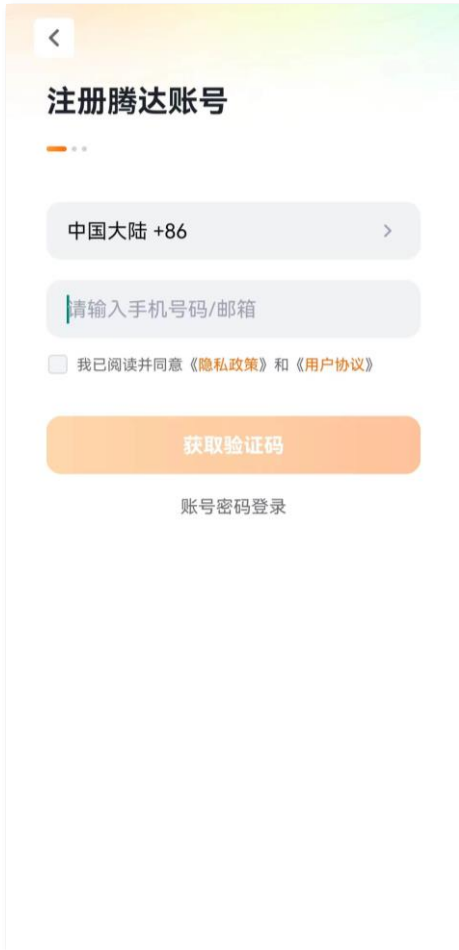 注册腾达账号
中国大陆 +86
请输入手机号码/邮箱
我已阅读并同意《隐私政策》和《用户协议》
获取验证码
账号密码登录